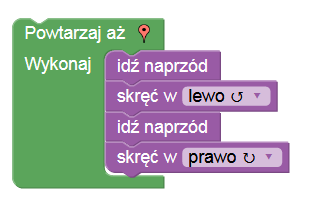 Powtarzaj aż
Wykonaj
idź naprzód
skręć w lewo ↺
idź naprzód
skręć w prawo ↻